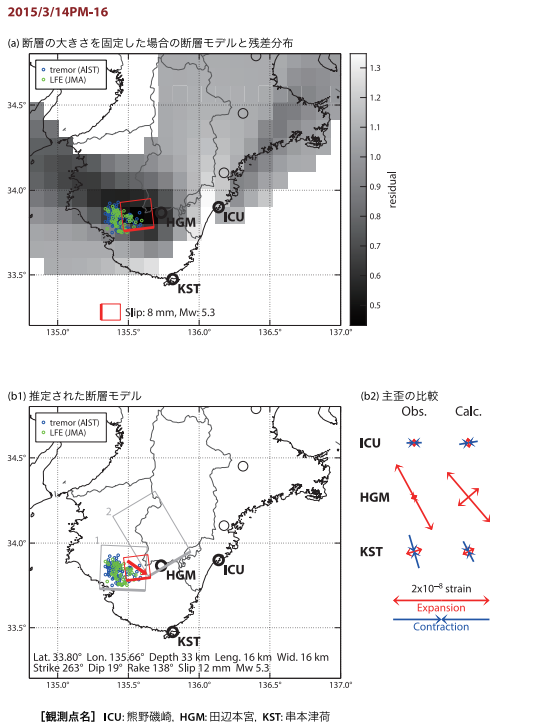 2015/3/14PM-16
(a) 断層の大きさを固定した場合の断層モデルと残差分布
tremor (AIST)
LFE (JMA)
34.5°
34.0°
33.5°
HGM
ICU
KST
Slip: 8 mm, Mw: 5.3
135.0° 135.5° 136.0° 136.5° 137.0°
1.3
1.2
1.1
1.0
0.9
0.8
0.7
0.6
0.5
residual
(b1) 推定された断層モデル
tremor (AIST)
LFE (JMA)
34.5°
34.0°
33.5°
2
1
HGM
ICU
KST
Lat. 33.80° Lon. 135.66° Depth 33 km Leng. 16 km Wid. 16 km
Strike 263° Dip 19° Rake 138° Slip 12 mm Mw 5.3
135.0° 135.5° 136.0° 136.5° 137.0°
(b2) 主歪の比較
Obs. Calc.
ICU
HGM
KST
2x10⁻⁸ strain
Expansion
Contraction
【観測点名】 ICU: 熊野磯崎, HGM: 田辺本宮, KST: 串本津荷